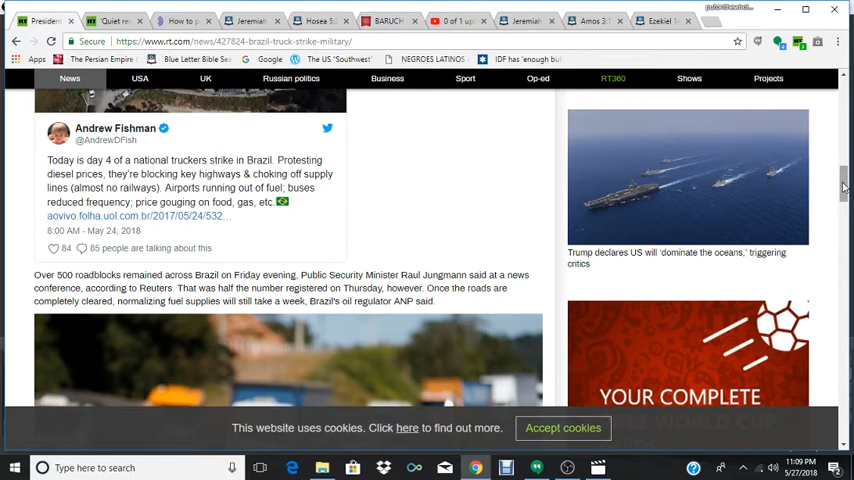 President
'Quiet re
How to p
Jeremiah
Hosea 5:
BARUCH
0 of 1 upl
Jeremiah
Amos 3:1
Ezekiel 14
Secure
https://www.rt.com/news/427824-brazil-truck-strike-military/
Apps
The Persian Empire
Blue Letter Bible
Google
The US "Southwest"
NEGROES LATINOS A
IDF has 'enough bul
News
USA
UK
Russian politics
Business
Sport
Op-ed
RT360
Shows
Projects
Andrew Fishman
@AndrewDFish
Today is day 4 of a national truckers strike in Brazil. Protesting
diesel prices, they're blocking key highways & choking off supply
lines (almost no railways). Airports running out of fuel; buses
reduced frequency; price gouging on food, gas, etc.
aovivo.folha.uol.com.br/2017/05/24/532...
8:00 AM - May 24, 2018
84
85 people are talking about this
Trump declares US will 'dominate the oceans,' triggering
critics
Over 500 roadblocks remained across Brazil on Friday evening, Public Security Minister Raul Jungmann said at a news
conference, according to Reuters. That was half the number registered on Thursday, however. Once the roads are
completely cleared, normalizing fuel supplies will still take a week, Brazil's oil regulator ANP said.
YOUR COMPLETE
WORLD CUP
This website uses cookies. Click here to find out more.
Accept cookies
Type here to search
11:09 PM
5/27/2018
2